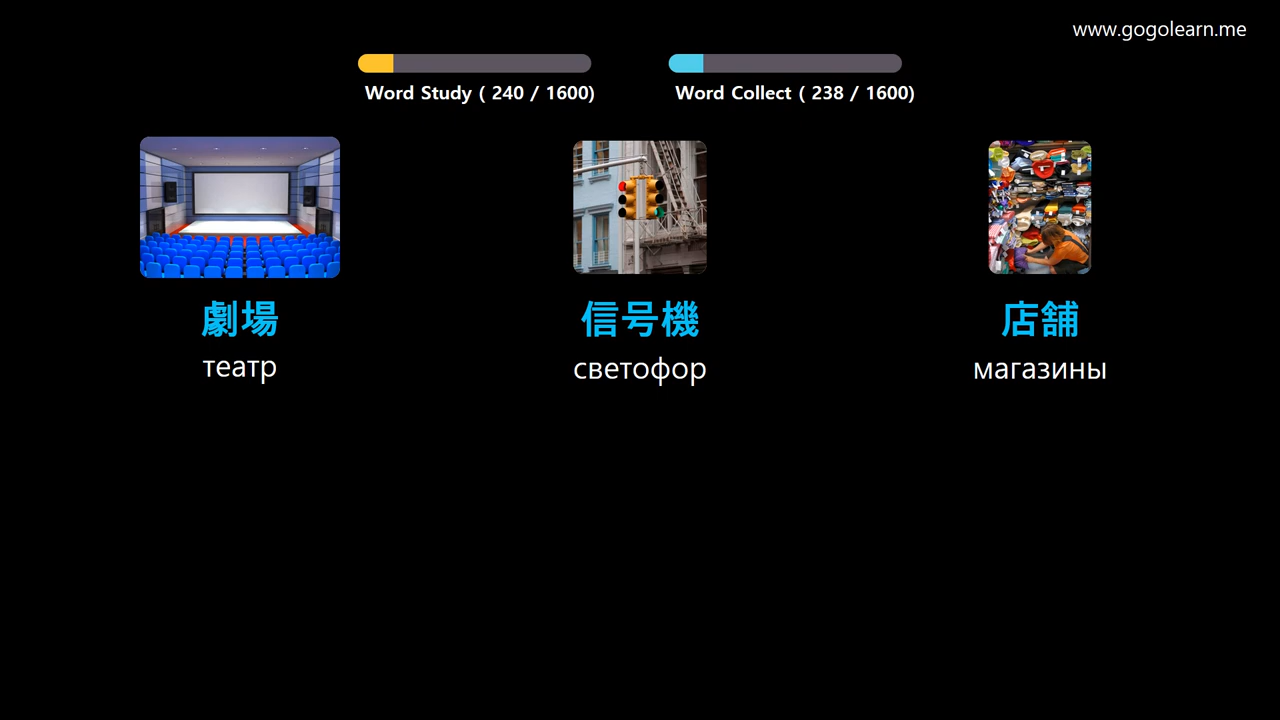 www.gogolearn.me
Word Study ( 240 / 1600)
Word Collect ( 238 / 1600)
劇場
театр
信号機
светофор
店舗
магазины